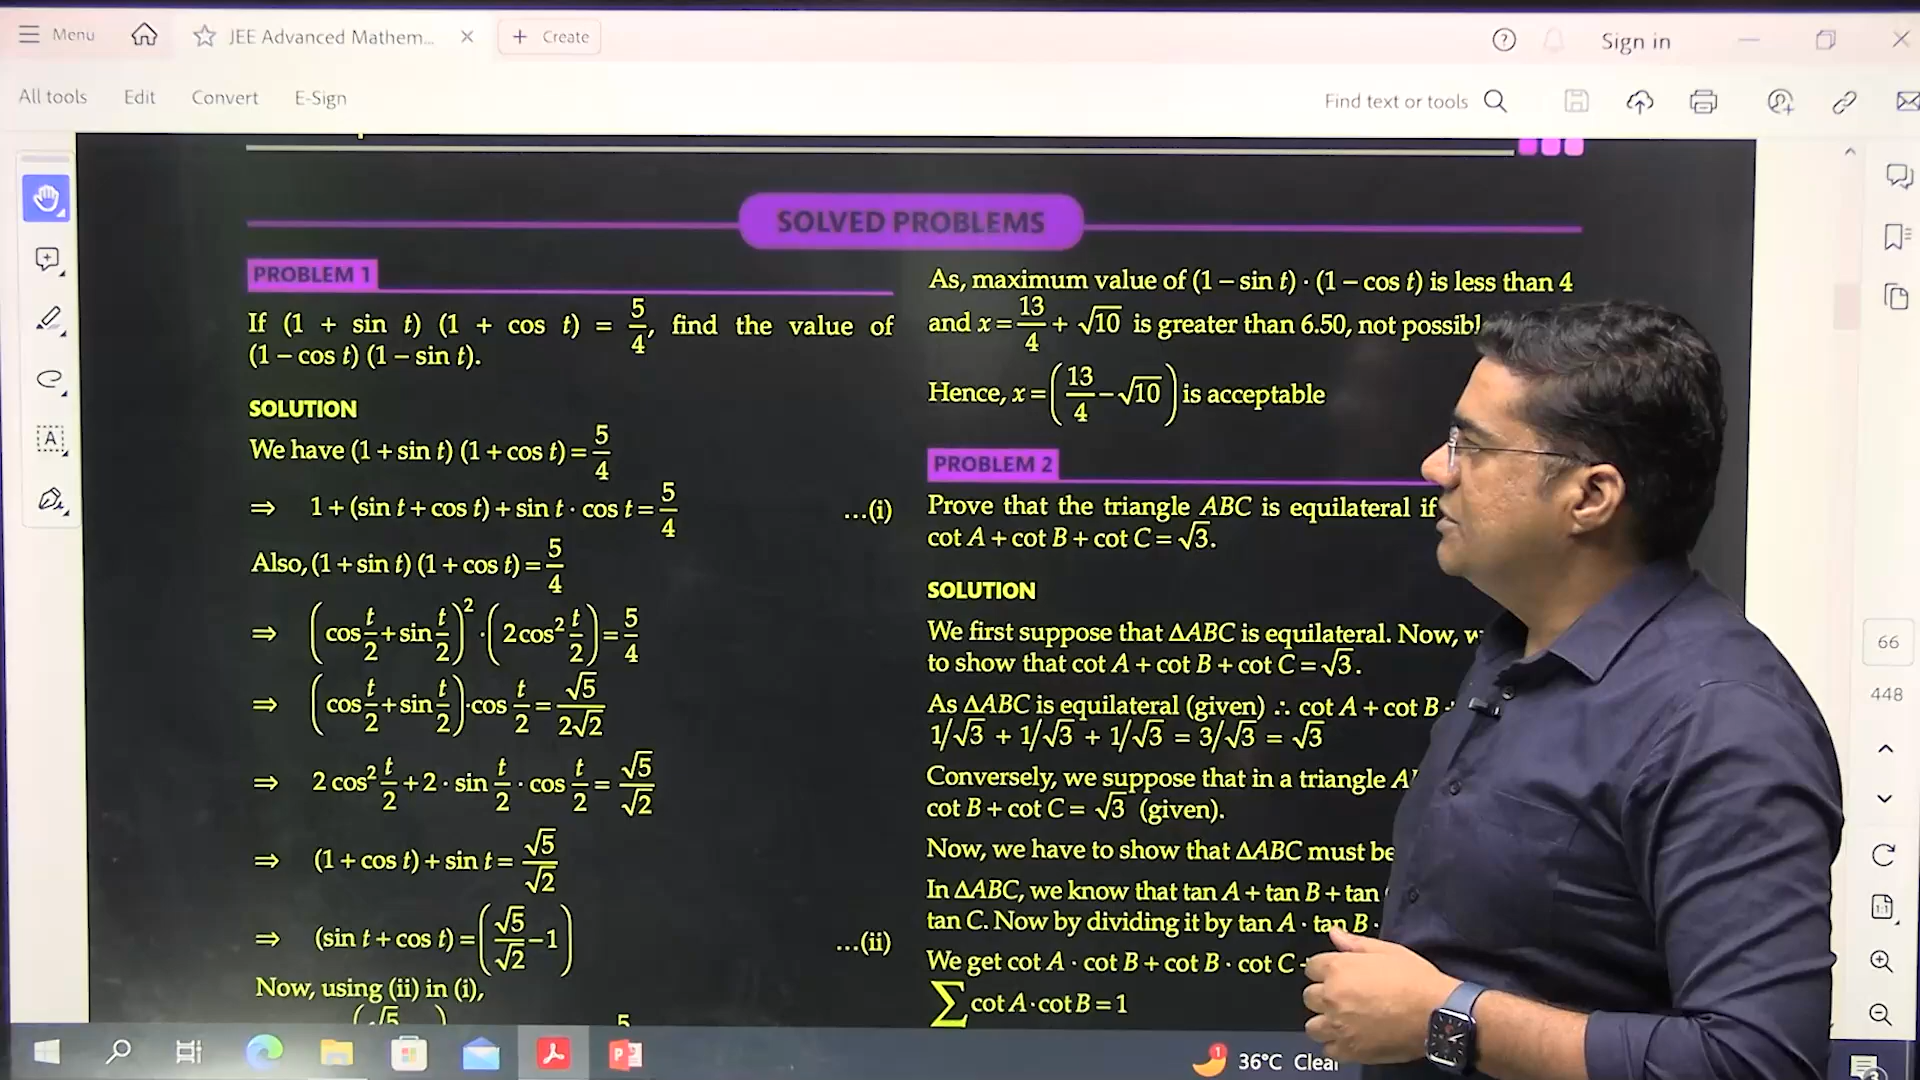 Menu
JEE Advanced Mathem...
Create
Sign in
All tools
Edit
Convert
E-Sign
Find text or tools
SOLVED PROBLEMS
PROBLEM 1
If (1 + sin t) (1 + cos t) = 5/4, find the value of
(1 – cos t) (1 – sin t).
SOLUTION
We have (1 + sin t) (1 + cos t) = 5/4
⇒ 1 + (sin t + cos t) + sin t · cos t = 5/4 ...(i)
Also, (1 + sin t) (1 + cos t) = 5/4
⇒ (cos t/2 + sin t/2)² · (2 cos² t/2) = 5/4
⇒ (cos t/2 + sin t/2) · cos t/2 = √5/2√2
⇒ 2 cos² t/2 + 2 · sin t/2 · cos t/2 = √5/√2
⇒ (1 + cos t) + sin t = √5/√2
⇒ (sin t + cos t) = (√5/√2 – 1) ...(ii)
Now, using (ii) in (i),
As, maximum value of (1 – sin t) · (1 – cos t) is less than 4
and x = 13/4 + √10 is greater than 6.50, not
Hence, x = (13/4 – √10) is acceptable
PROBLEM 2
Prove that the triangle ABC is equilateral if
cot A + cot B + cot C = √3.
SOLUTION
We first suppose that ΔABC is equilateral. Now,
to show that cot A + cot B + cot C = √3.
As ΔABC is equilateral (given) ∴ cot A + cot B
1/√3 + 1/√3 + 1/√3 = 3/√3 = √3
Conversely, we suppose that in a triangle
cot B + cot C = √3 (given).
Now, we have to show that ΔABC must be
In ΔABC, we know that tan A + tan B + tan
tan C. Now by dividing it by tan A · tan B ·
We get cot A · cot B + cot B · cot C
∑ cot A · cot B = 1
66
448
1:1
1
36°C Clear